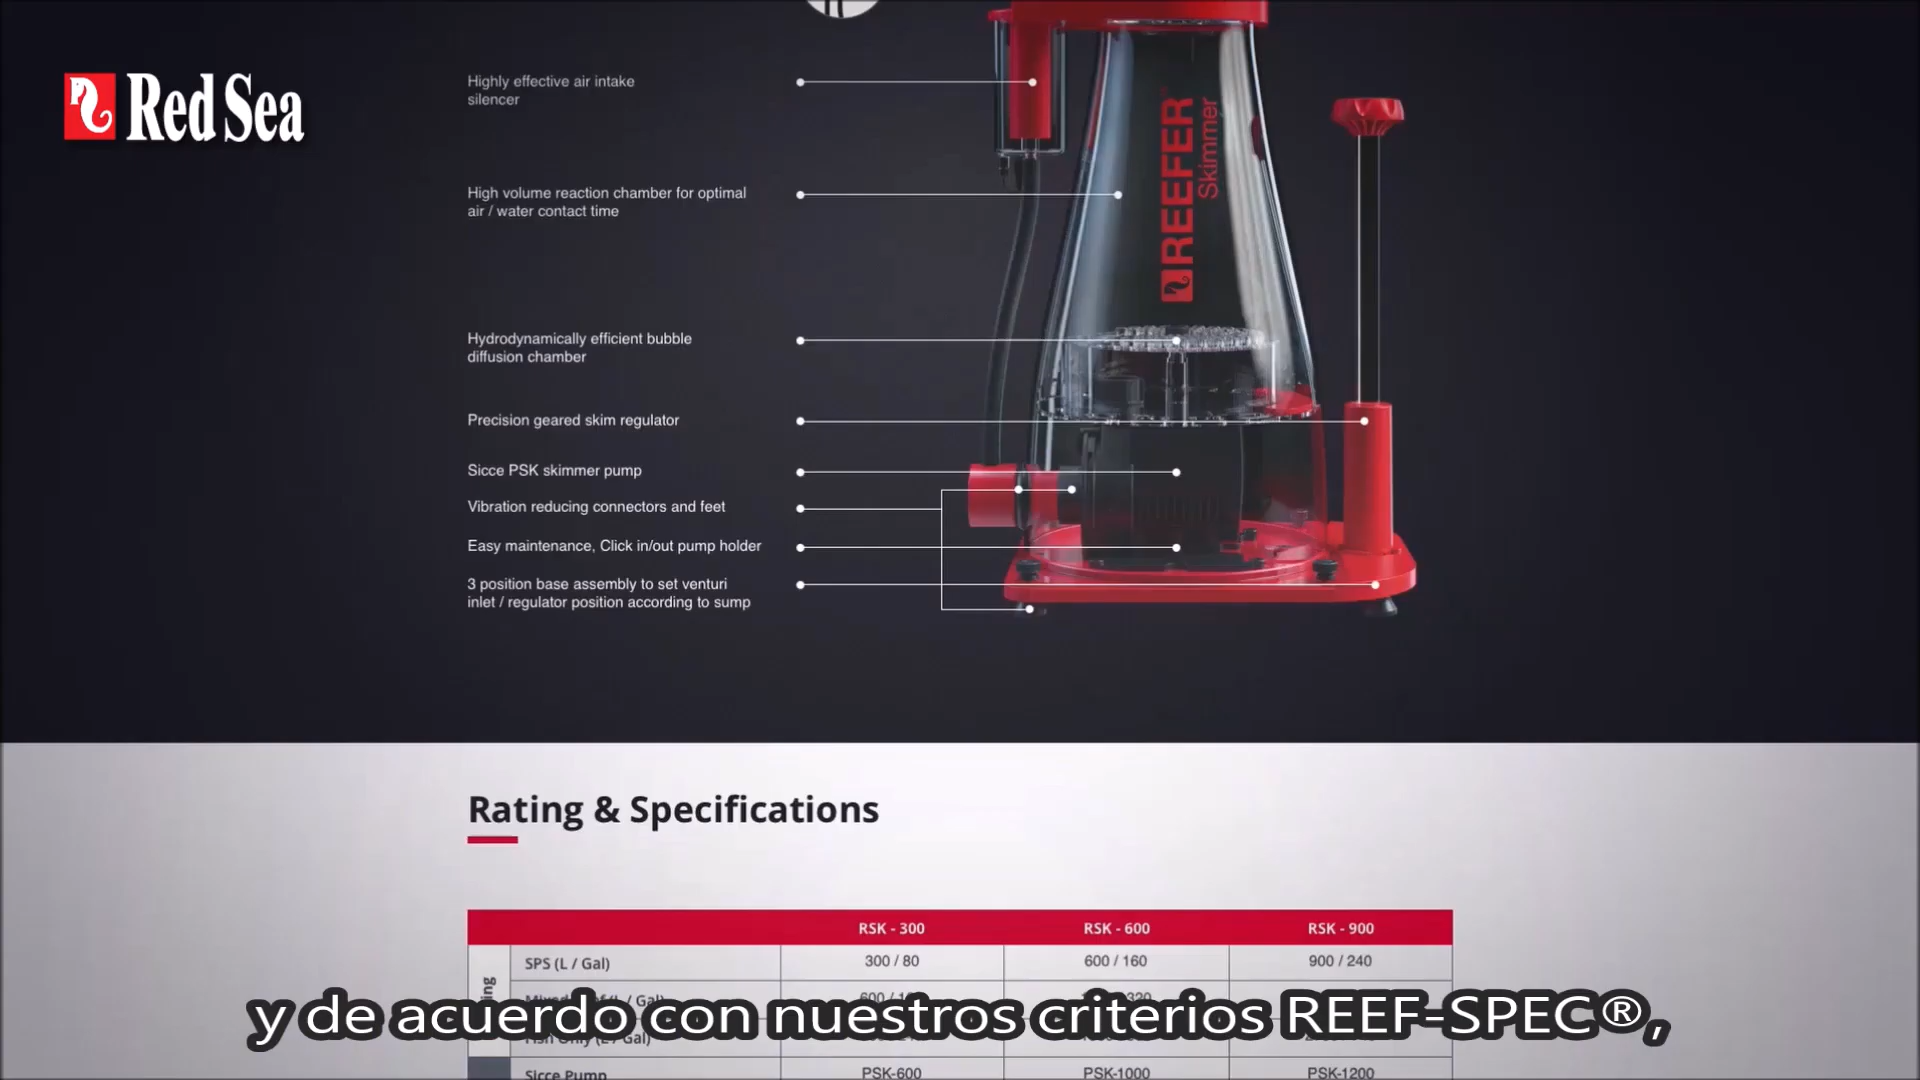 Red Sea
Highly effective air intake
silencer
High volume reaction chamber for optimal
air / water contact time
Hydrodynamically efficient bubble
diffusion chamber
Precision geared skim regulator
Sicce PSK skimmer pump
Vibration reducing connectors and feet
Easy maintenance, Click in/out pump holder
3 position base assembly to set venturi
inlet / regulator position according to sump
REEFER
Skimmer
Rating & Specifications
RSK - 300 RSK - 600 RSK - 900
SPS (L / Gal) 300 / 80 600 / 160 900 / 240
y de acuerdo con nuestros criterios REEF-SPEC®,
Sicce Pump PSK-600 PSK-1000 PSK-1200